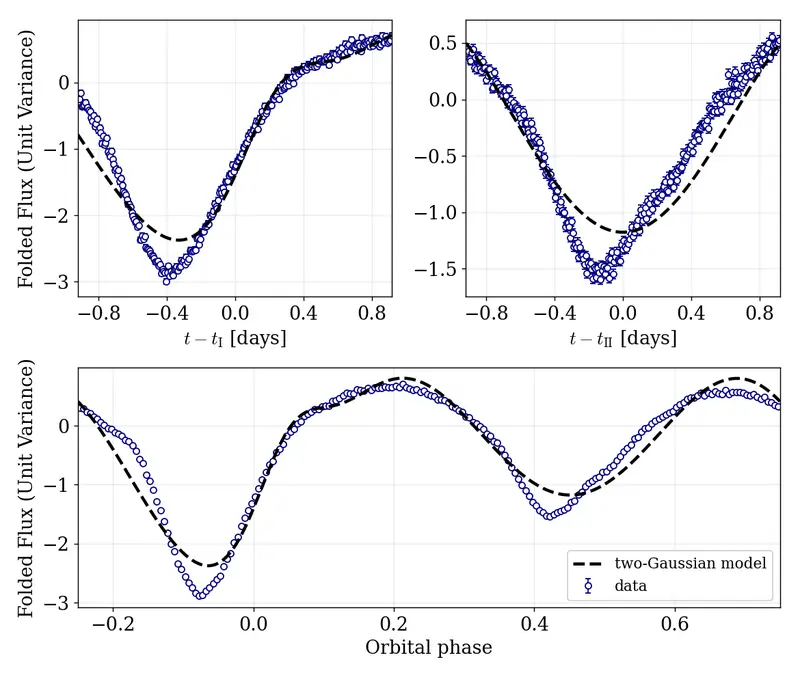 Folded Flux (Unit Variance)
0
−1
−2
−3
−0.8 −0.4 0.0 0.4 0.8
t − t_I [days]
0.5
0.0
−0.5
−1.0
−1.5
−0.8 −0.4 0.0 0.4 0.8
t − t_II [days]
Folded Flux (Unit Variance)
0
−1
−2
−3
−0.2 0.0 0.2 0.4 0.6
Orbital phase
two-Gaussian model
data